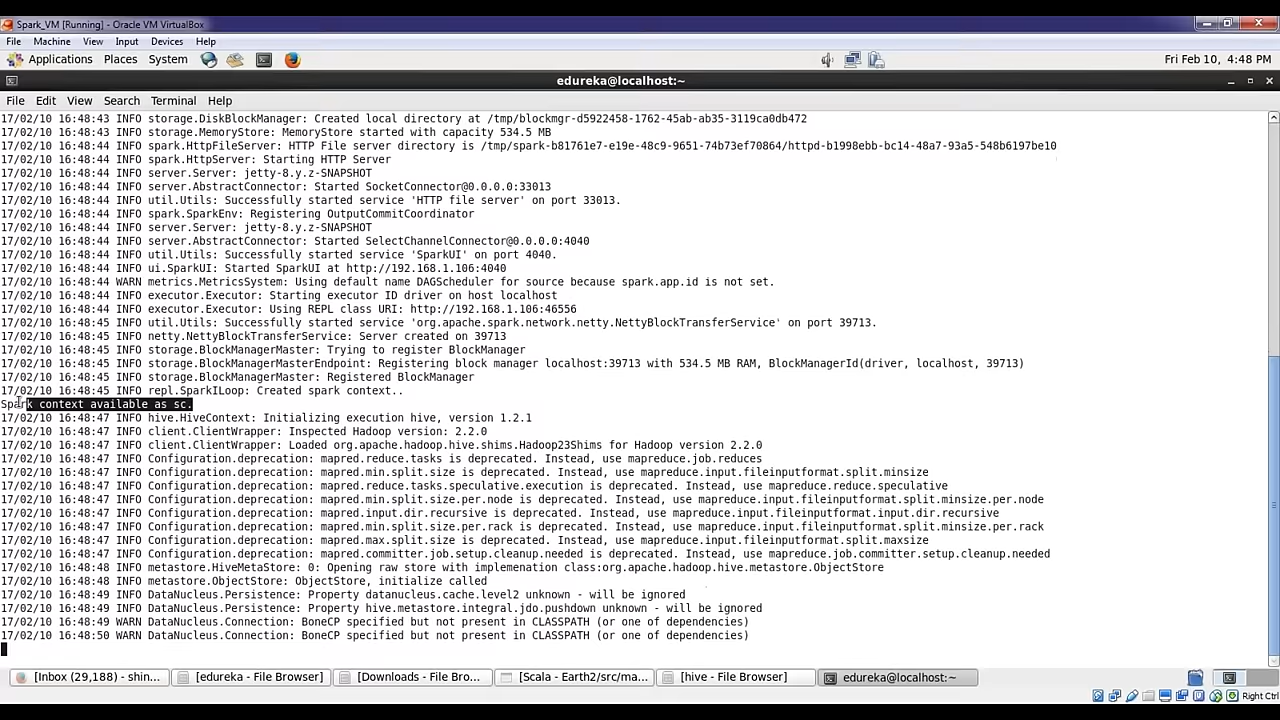 Spark_VM [Running] - Oracle VM VirtualBox
File Machine View Input Devices Help
Applications Places System Fri Feb 10, 4:48 PM
edureka@localhost:~
File Edit View Search Terminal Help
17/02/10 16:48:43 INFO storage.DiskBlockManager: Created local directory at /tmp/blockmgr-d5922458-1762-45ab-ab35-3119ca0db472
17/02/10 16:48:43 INFO storage.MemoryStore: MemoryStore started with capacity 534.5 MB
17/02/10 16:48:44 INFO spark.HttpFileServer: HTTP File server directory is /tmp/spark-b81761e7-e19e-48c9-9651-74b73ef70864/httpd-b1998ebb-bc14-48a7-93a5-548b6197be10
17/02/10 16:48:44 INFO spark.HttpServer: Starting HTTP Server
17/02/10 16:48:44 INFO server.Server: jetty-8.y.z-SNAPSHOT
17/02/10 16:48:44 INFO server.AbstractConnector: Started SocketConnector@0.0.0.0:33013
17/02/10 16:48:44 INFO util.Utils: Successfully started service 'HTTP file server' on port 33013.
17/02/10 16:48:44 INFO spark.SparkEnv: Registering OutputCommitCoordinator
17/02/10 16:48:44 INFO server.Server: jetty-8.y.z-SNAPSHOT
17/02/10 16:48:44 INFO server.AbstractConnector: Started SelectChannelConnector@0.0.0.0:4040
17/02/10 16:48:44 INFO util.Utils: Successfully started service 'SparkUI' on port 4040.
17/02/10 16:48:44 INFO ui.SparkUI: Started SparkUI at http://192.168.1.106:4040
17/02/10 16:48:44 WARN metrics.MetricsSystem: Using default name DAGScheduler for source because spark.app.id is not set.
17/02/10 16:48:44 INFO executor.Executor: Starting executor ID driver on host localhost
17/02/10 16:48:44 INFO executor.Executor: Using REPL class URI: http://192.168.1.106:46556
17/02/10 16:48:45 INFO util.Utils: Successfully started service 'org.apache.spark.network.netty.NettyBlockTransferService' on port 39713.
17/02/10 16:48:45 INFO netty.NettyBlockTransferService: Server created on 39713
17/02/10 16:48:45 INFO storage.BlockManagerMaster: Trying to register BlockManager
17/02/10 16:48:45 INFO storage.BlockManagerMasterEndpoint: Registering block manager localhost:39713 with 534.5 MB RAM, BlockManagerId(driver, localhost, 39713)
17/02/10 16:48:45 INFO storage.BlockManagerMaster: Registered BlockManager
17/02/10 16:48:45 INFO repl.SparkILoop: Created spark context..
Spark context available as sc.
17/02/10 16:48:47 INFO hive.HiveContext: Initializing execution hive, version 1.2.1
17/02/10 16:48:47 INFO client.ClientWrapper: Inspected Hadoop version: 2.2.0
17/02/10 16:48:47 INFO client.ClientWrapper: Loaded org.apache.hadoop.hive.shims.Hadoop23Shims for Hadoop version 2.2.0
17/02/10 16:48:47 INFO Configuration.deprecation: mapred.reduce.tasks is deprecated. Instead, use mapreduce.job.reduces
17/02/10 16:48:47 INFO Configuration.deprecation: mapred.min.split.size is deprecated. Instead, use mapreduce.input.fileinputformat.split.minsize
17/02/10 16:48:47 INFO Configuration.deprecation: mapred.reduce.tasks.speculative.execution is deprecated. Instead, use mapreduce.reduce.speculative
17/02/10 16:48:47 INFO Configuration.deprecation: mapred.min.split.size.per.node is deprecated. Instead, use mapreduce.input.fileinputformat.split.minsize.per.node
17/02/10 16:48:47 INFO Configuration.deprecation: mapred.input.dir.recursive is deprecated. Instead, use mapreduce.input.fileinputformat.input.dir.recursive
17/02/10 16:48:47 INFO Configuration.deprecation: mapred.min.split.size.per.rack is deprecated. Instead, use mapreduce.input.fileinputformat.split.minsize.per.rack
17/02/10 16:48:47 INFO Configuration.deprecation: mapred.max.split.size is deprecated. Instead, use mapreduce.input.fileinputformat.split.maxsize
17/02/10 16:48:47 INFO Configuration.deprecation: mapred.committer.job.setup.cleanup.needed is deprecated. Instead, use mapreduce.job.committer.setup.cleanup.needed
17/02/10 16:48:48 INFO metastore.HiveMetaStore: 0: Opening raw store with implemenation class:org.apache.hadoop.hive.metastore.ObjectStore
17/02/10 16:48:48 INFO metastore.ObjectStore: ObjectStore, initialize called
17/02/10 16:48:49 INFO DataNucleus.Persistence: Property datanucleus.cache.level2 unknown - will be ignored
17/02/10 16:48:49 INFO DataNucleus.Persistence: Property hive.metastore.integral.jdo.pushdown unknown - will be ignored
17/02/10 16:48:49 WARN DataNucleus.Connection: BoneCP specified but not present in CLASSPATH (or one of dependencies)
17/02/10 16:48:50 WARN DataNucleus.Connection: BoneCP specified but not present in CLASSPATH (or one of dependencies)
[Inbox (29,188) - shin... [edureka - File Browser] [Downloads - File Bro... [Scala - Earth2/src/ma... [hive - File Browser] edureka@localhost:~
Right Ctrl